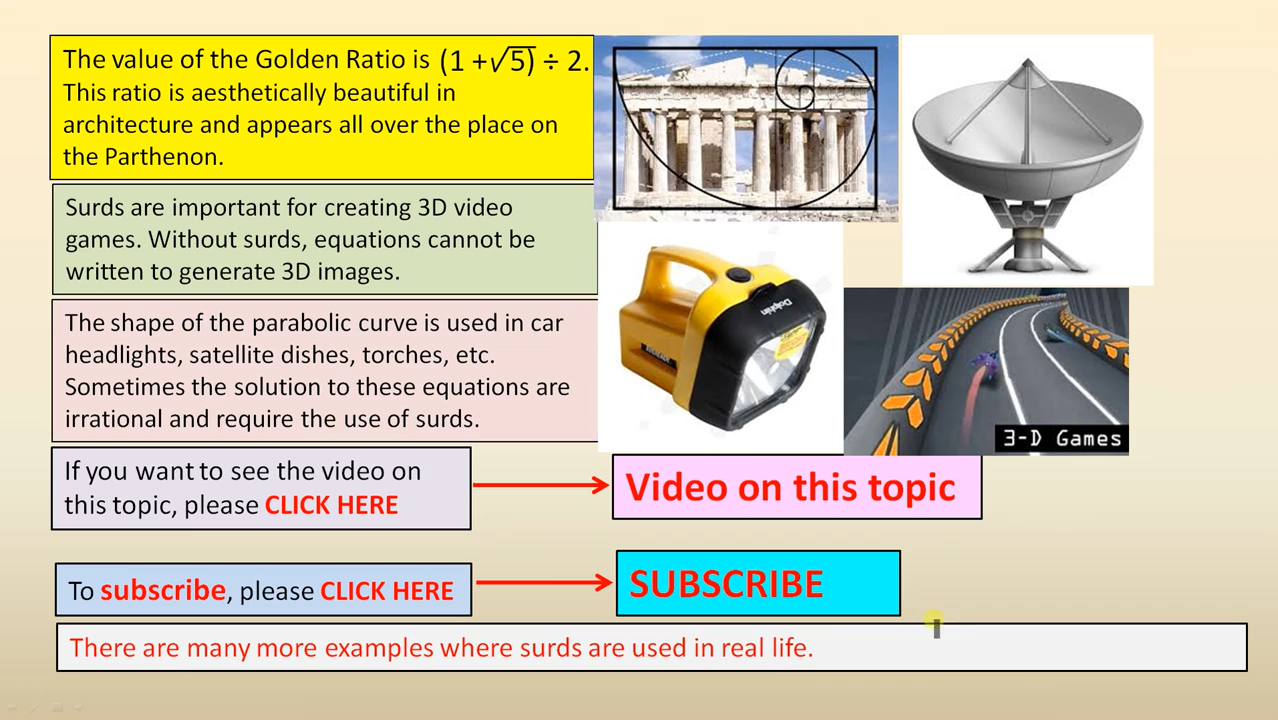 The value of the Golden Ratio is (1 + √5) ÷ 2.
This ratio is aesthetically beautiful in
architecture and appears all over the place on
the Parthenon.
Surds are important for creating 3D video
games. Without surds, equations cannot be
written to generate 3D images.
The shape of the parabolic curve is used in car
headlights, satellite dishes, torches, etc.
Sometimes the solution to these equations are
irrational and require the use of surds.
Dolphin
3-D Games
If you want to see the video on
this topic, please CLICK HERE
Video on this topic
To subscribe, please CLICK HERE
SUBSCRIBE
There are many more examples where surds are used in real life.